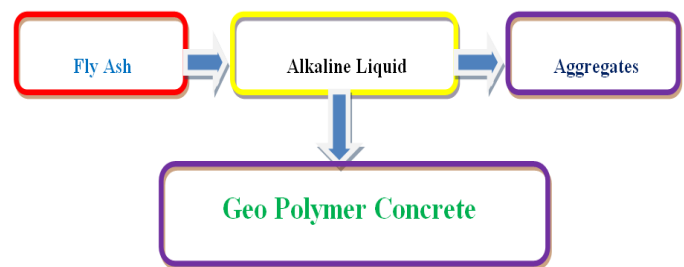 Fly Ash
Alkaline Liquid
Aggregates
Geo Polymer Concrete